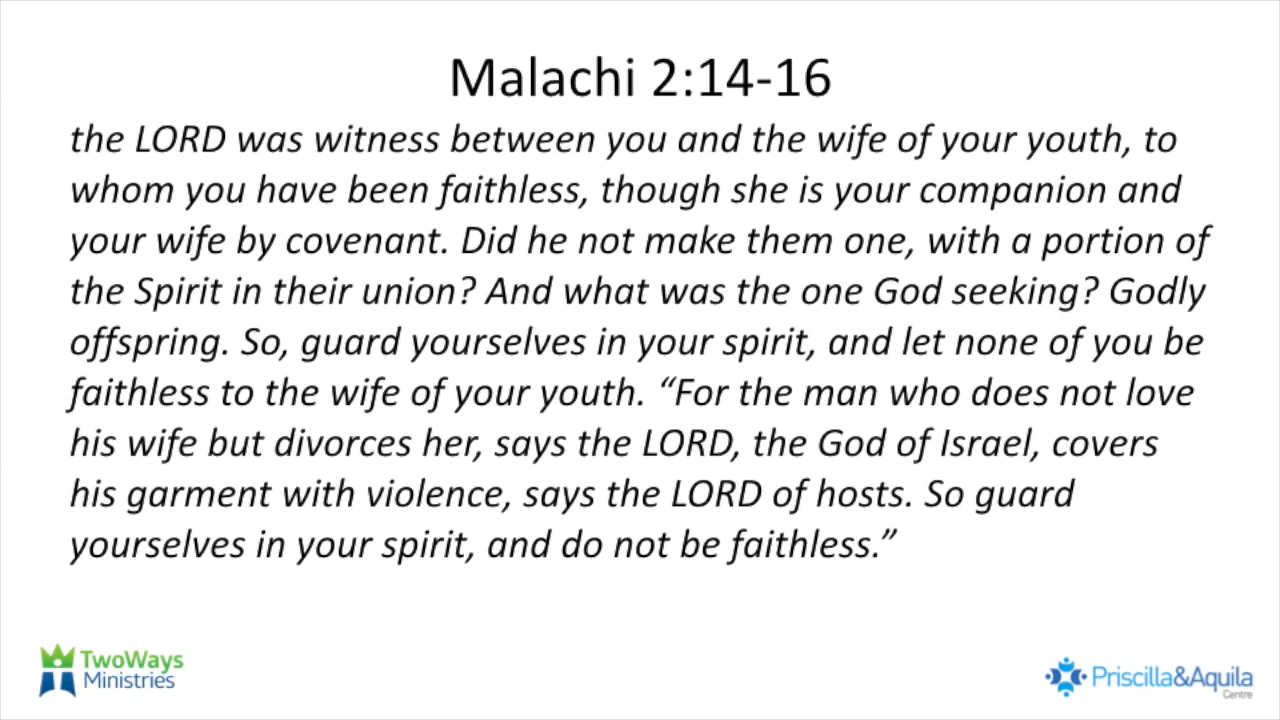 Malachi 2:14-16
the LORD was witness between you and the wife of your youth, to
whom you have been faithless, though she is your companion and
your wife by covenant. Did he not make them one, with a portion of
the Spirit in their union? And what was the one God seeking? Godly
offspring. So, guard yourselves in your spirit, and let none of you be
faithless to the wife of your youth. “For the man who does not love
his wife but divorces her, says the LORD, the God of Israel, covers
his garment with violence, says the LORD of hosts. So guard
yourselves in your spirit, and do not be faithless.”
TwoWays
Ministries
Priscilla&Aquila
Centre